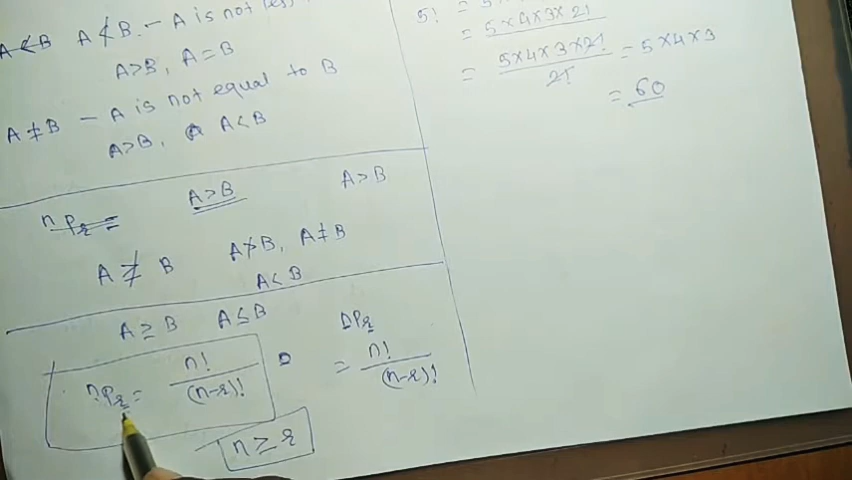 A≮B A≮B. - A is not less
A>B, A=B
A≠B - A is not equal to B
A>B, A<B
nPr = A>B A>B
A≱B A≯B, A≠B
A<B
A≥B A≤B
nPr = n!/(n-r)!
nPr
= n!/(n-r)!
n≥r
5! =
= 5×4×3×2!
= 5×4×3×2!/2! = 5×4×3
= 60